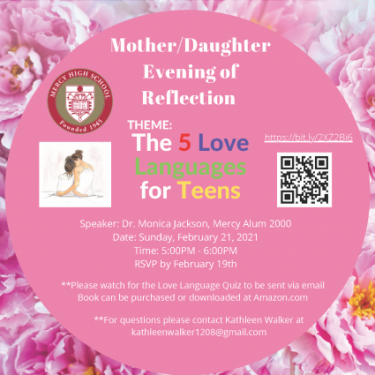 Mother/Daughter
Evening of
Reflection
MERCY HIGH SCHOOL
Founded 1965
THEME:
The 5 Love
Languages
for Teens
https://bit.ly/2XZ2Bi6
Speaker: Dr. Monica Jackson, Mercy Alum 2000
Date: Sunday, February 21, 2021
Time: 5:00PM - 6:00PM
RSVP by February 19th
**Please watch for the Love Language Quiz to be sent via email
Book can be purchased or downloaded at Amazon.com
**For questions please contact Kathleen Walker at
kathleenwalker1208@gmail.com